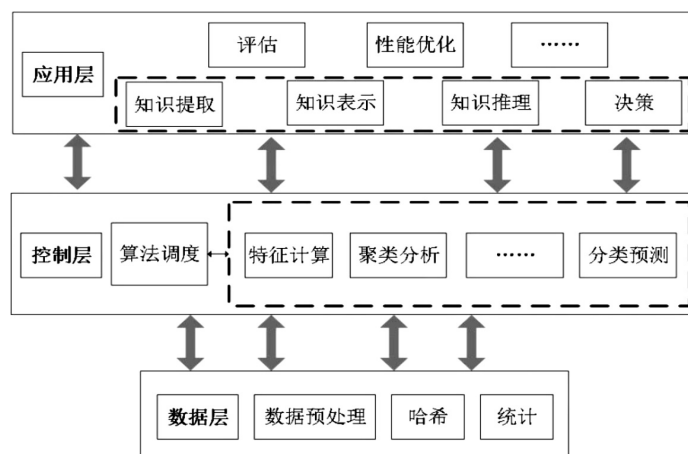 评估 性能优化 ……
应用层
知识提取 知识表示 知识推理 决策
控制层 算法调度 特征计算 聚类分析 …… 分类预测
数据层 数据预处理 哈希 统计